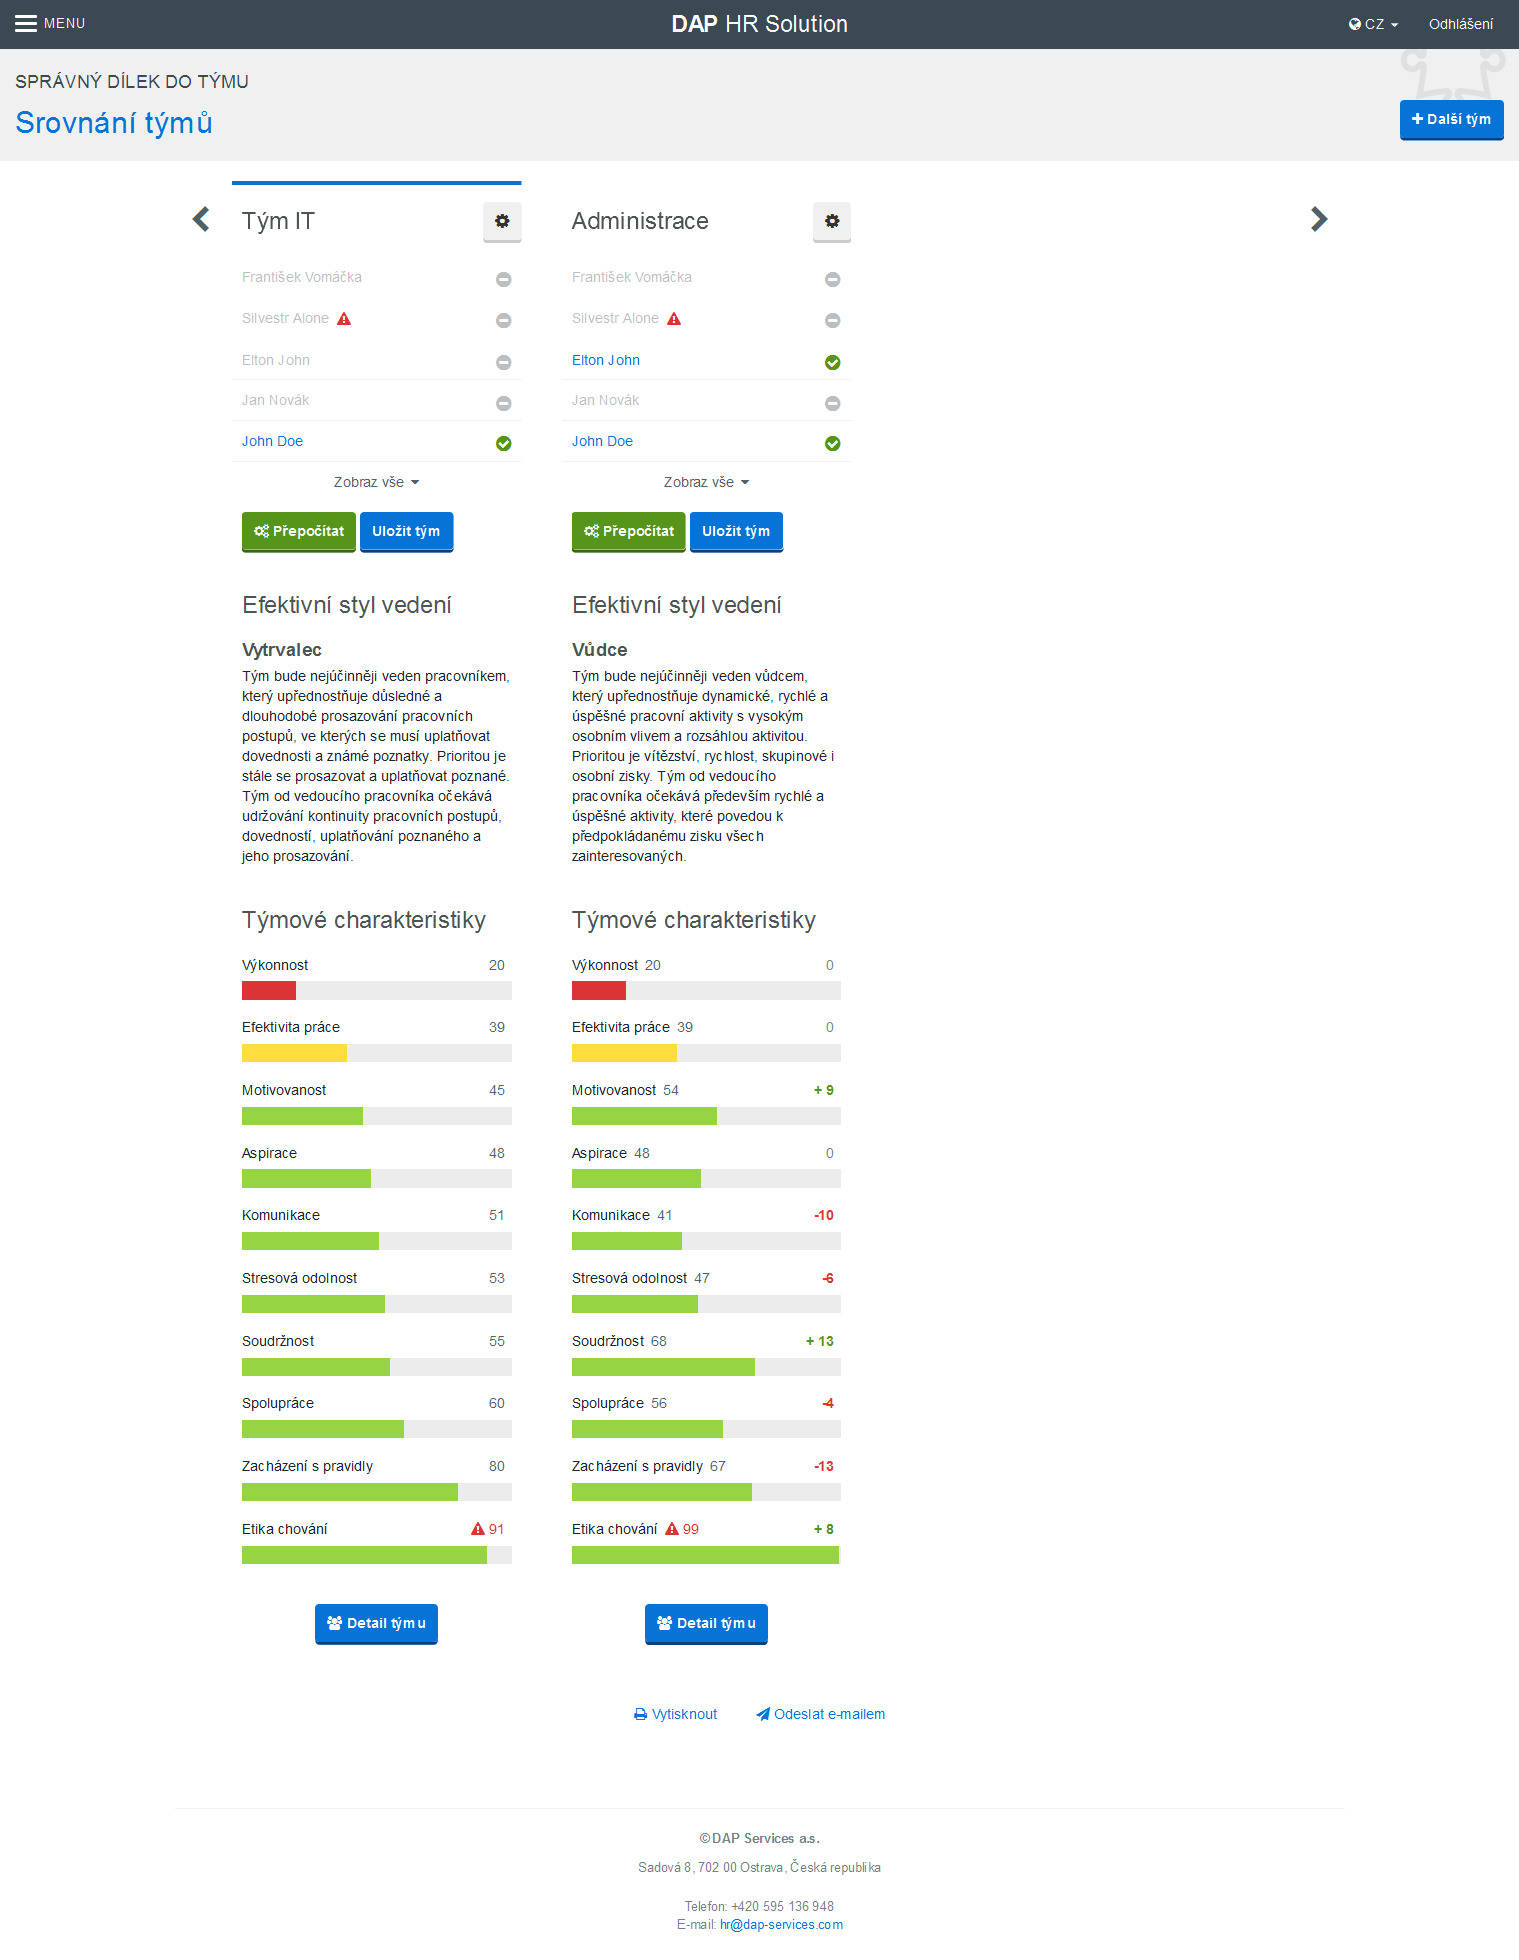 MENU
DAP HR Solution
CZ
Odhlášení
SPRÁVNÝ DÍLEK DO TÝMU
Srovnání týmů
Další tým
Tým IT
František Vomáčka
Silvestr Alone
Elton John
Jan Novák
John Doe
Zobraz vše
Přepočítat
Uložit tým
Efektivní styl vedení
Vytrvalec
Tým bude nejúčinněji veden pracovníkem,
který upřednostňuje důsledné a
dlouhodobé prosazování pracovních
postupů, ve kterých se musí uplatňovat
dovednosti a známé poznatky. Prioritou je
stále se prosazovat a uplatňovat poznané.
Tým od vedoucího pracovníka očekává
udržování kontinuity pracovních postupů,
dovedností, uplatňování poznaného a
jeho prosazování.
Týmové charakteristiky
Výkonnost 20
Efektivita práce 39
Motivovanost 45
Aspirace 48
Komunikace 51
Stresová odolnost 53
Soudržnost 55
Spolupráce 60
Zacházení s pravidly 80
Etika chování 91
Detail týmu
Administrace
František Vomáčka
Silvestr Alone
Elton John
Jan Novák
John Doe
Zobraz vše
Přepočítat
Uložit tým
Efektivní styl vedení
Vůdce
Tým bude nejúčinněji veden vůdcem,
který upřednostňuje dynamické, rychlé a
úspěšné pracovní aktivity s vysokým
osobním vlivem a rozsáhlou aktivitou.
Prioritou je vítězství, rychlost, skupinové i
osobní zisky. Tým od vedoucího
pracovníka očekává především rychlé a
úspěšné aktivity, které povedou k
předpokládanému zisku všech
zainteresovaných.
Týmové charakteristiky
Výkonnost 20 0
Efektivita práce 39 0
Motivovanost 54 + 9
Aspirace 48 0
Komunikace 41 -10
Stresová odolnost 47 -6
Soudržnost 68 + 13
Spolupráce 56 -4
Zacházení s pravidly 67 -13
Etika chování 99 + 8
Detail týmu
Vytisknout
Odeslat e-mailem
© DAP Services a.s.
Sadová 8, 702 00 Ostrava, Česká republika
Telefon: +420 595 136 948
E-mail: hr@dap-services.com